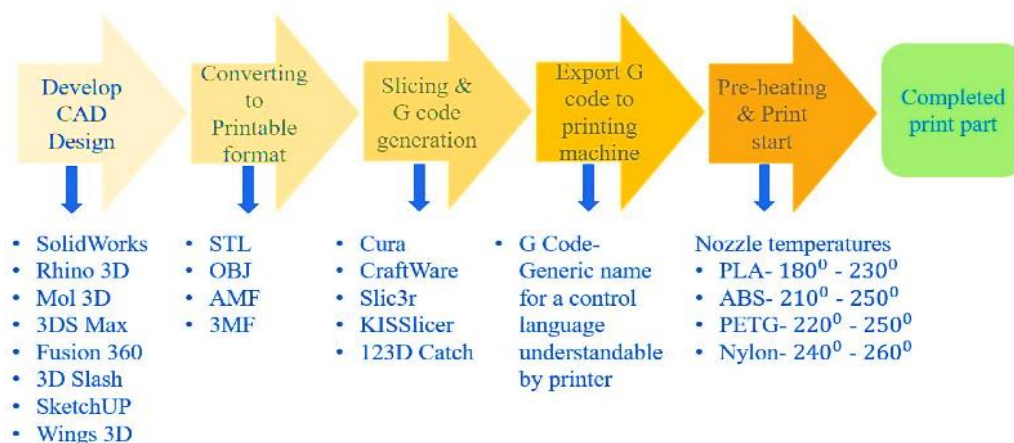 Develop
CAD
Design
Converting
to
Printable
format
Slicing &
G code
generation
Export G
code to
printing
machine
Pre-heating
& Print
start
Completed
print part
• SolidWorks
• Rhino 3D
• Mol 3D
• 3DS Max
• Fusion 360
• 3D Slash
• SketchUP
• Wings 3D
• STL
• OBJ
• AMF
• 3MF
• Cura
• CraftWare
• Slic3r
• KISSlicer
• 123D Catch
• G Code-
Generic name
for a control
language
understandable
by printer
Nozzle temperatures
• PLA- 180⁰ - 230⁰
• ABS- 210⁰ - 250⁰
• PETG- 220⁰ - 250⁰
• Nylon- 240⁰ - 260⁰